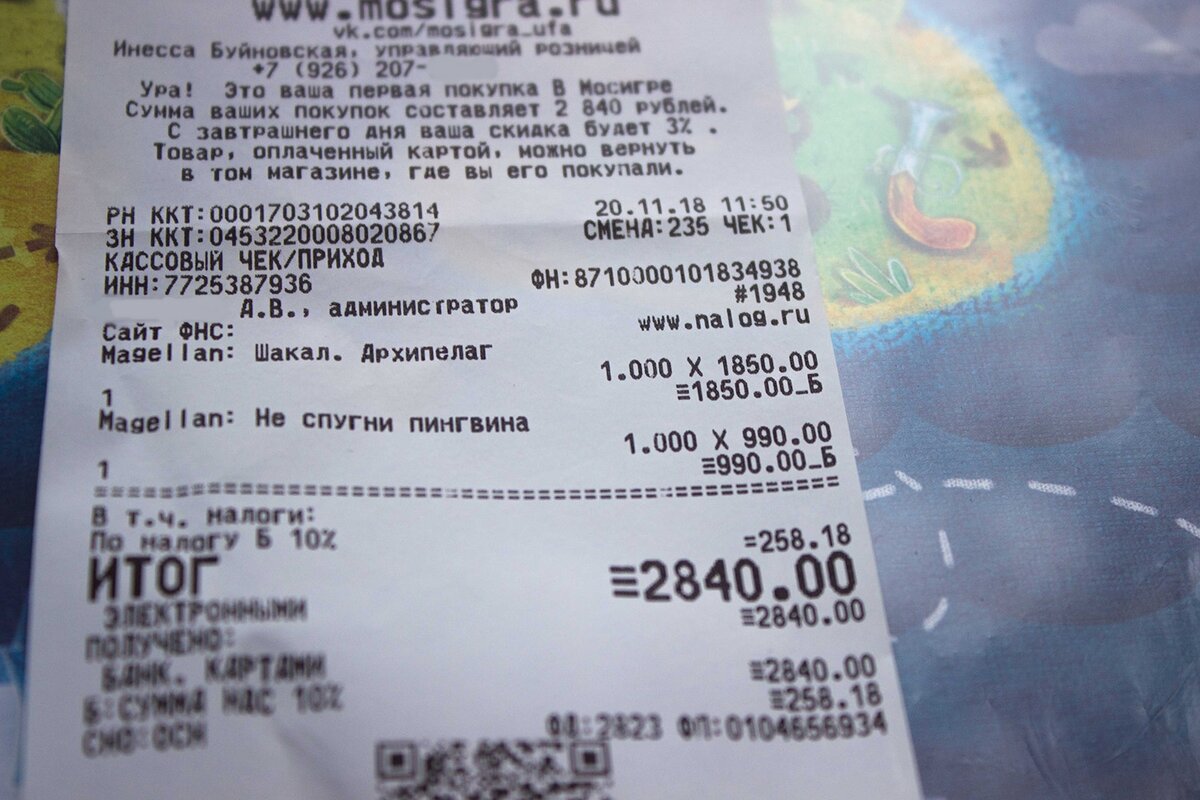 www.mosigra.ru
vk.com/mosigra_ufa
Инесса Буйновская, управляющий розницей
+7 (926) 207-
Ура! Это ваша первая покупка В Мосигре
Сумма ваших покупок составляет 2 840 рублей.
С завтрашнего дня ваша скидка будет 3% .
Товар, оплаченный картой, можно вернуть
в том магазине, где вы его покупали.
РН ККТ:0001703102043814 20.11.18 11:50
ЗН ККТ:0453220008020867 СМЕНА:235 ЧЕК:1
КАССОВЫЙ ЧЕК/ПРИХОД
ИНН:7725387936 ФН:8710000101834938
#1948
А.В., администратор
Сайт ФНС: www.nalog.ru
Magellan: Шакал. Архипелаг
1.000 X 1850.00
1 ≡1850.00_Б
Magellan: Не спугни пингвина
1.000 X 990.00
1 ≡990.00_Б
В т.ч. налоги:
По налогу Б 10% =258.18
ИТОГ ≡2840.00
ЭЛЕКТРОННЫМИ ≡2840.00
ПОЛУЧЕНО:
БАНК. КАРТАМИ ≡2840.00
Б:СУММА НДС 10% ≡258.18
СНО:ОСН ФД:2823 ФП:0104656934